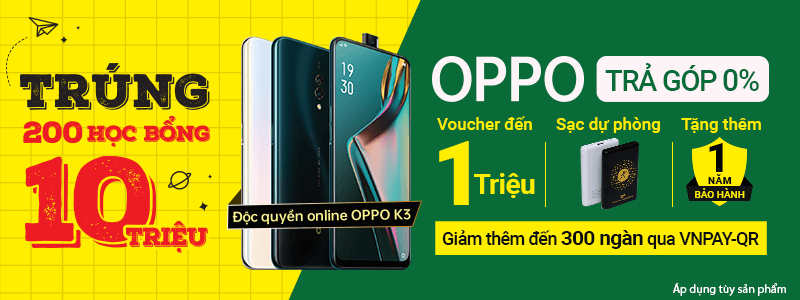 TRÚNG
200 HỌC BỔNG
10
TRIỆU
19
30
Độc quyền online OPPO K3
OPPO TRẢ GÓP 0%
Voucher đến
1 Triệu
Sạc dự phòng
Tặng thêm
1
NĂM
BẢO HÀNH
Giảm thêm đến 300 ngàn qua VNPAY-QR
Áp dụng tùy sản phẩm